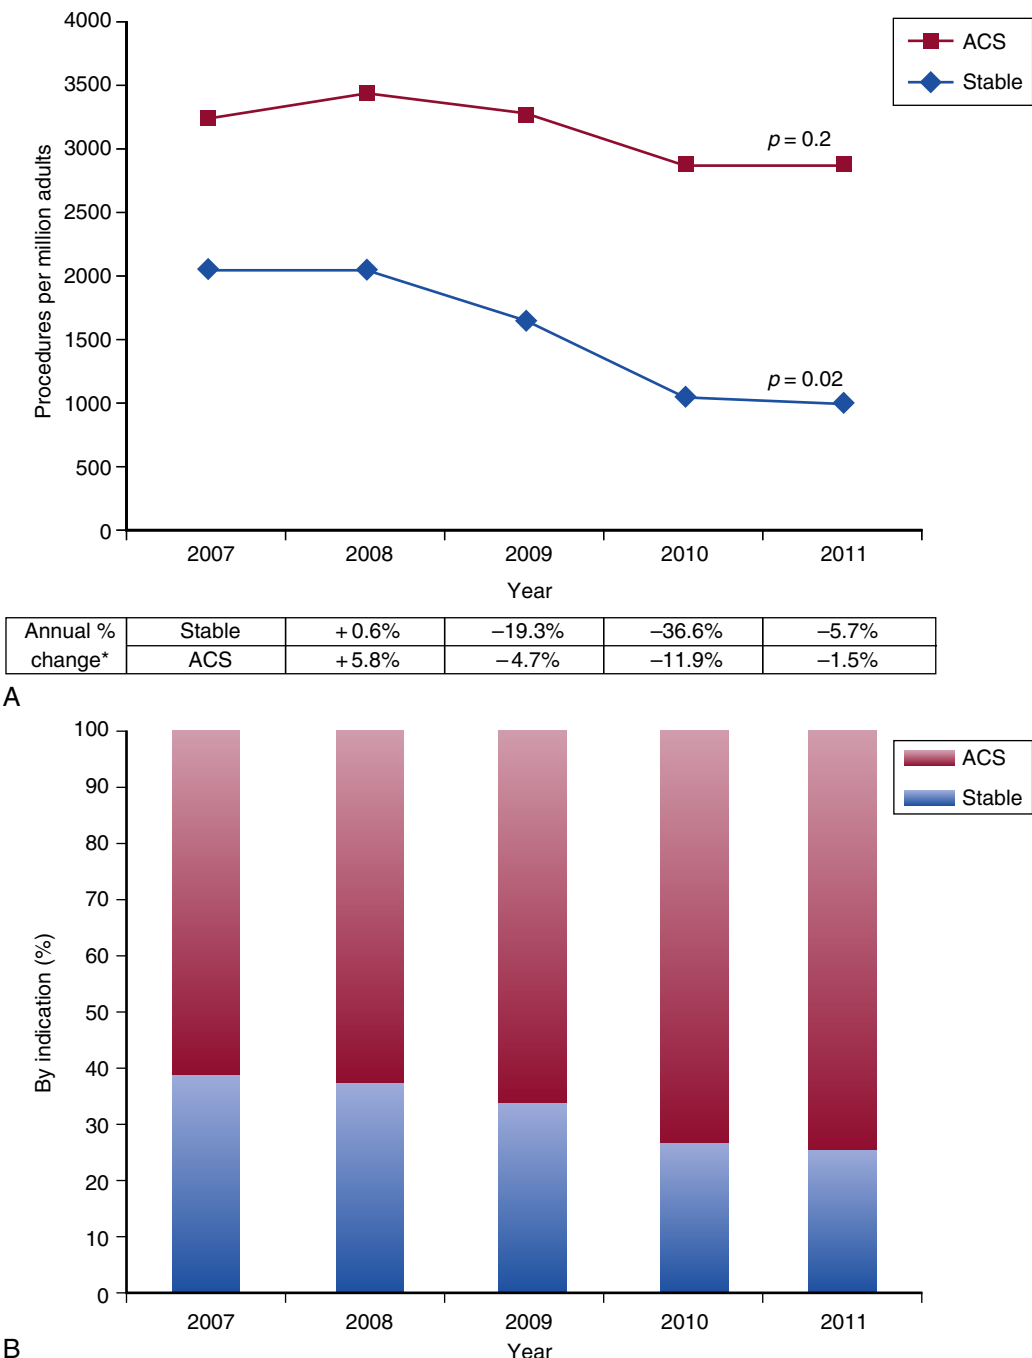 4000
3500
3000
2500
2000
1500
1000
500
0
Procedures per million adults
ACS
Stable
p = 0.2
p = 0.02
2007 2008 2009 2010 2011
Year
Annual % change* Stable +0.6% –19.3% –36.6% –5.7%
ACS +5.8% –4.7% –11.9% –1.5%
A
100
90
80
70
60
50
40
30
20
10
0
By indication (%)
ACS
Stable
2007 2008 2009 2010 2011
Year
B